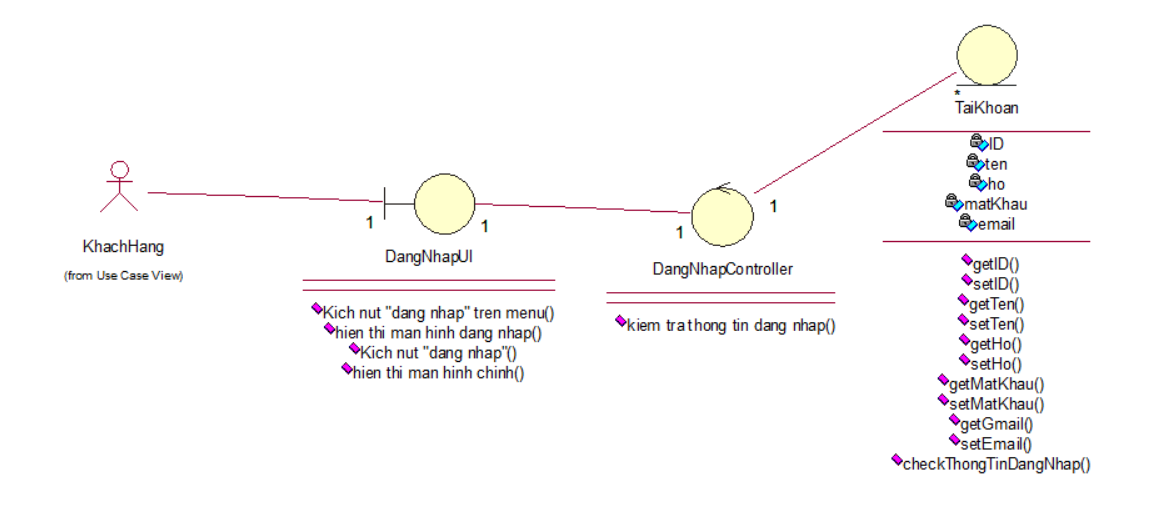 KhachHang
(from Use Case View)
1
1
DangNhapUI
Kich nut "dang nhap" tren menu()
hien thi man hinh dang nhap()
Kich nut "dang nhap"()
hien thi man hinh chinh()
1
1
DangNhapController
kiem tra thong tin dang nhap()
*
TaiKhoan
ID
ten
ho
matKhau
email
getID()
setID()
getTen()
setTen()
getHo()
setHo()
getMatKhau()
setMatKhau()
getGmail()
setEmail()
checkThongTinDangNhap()